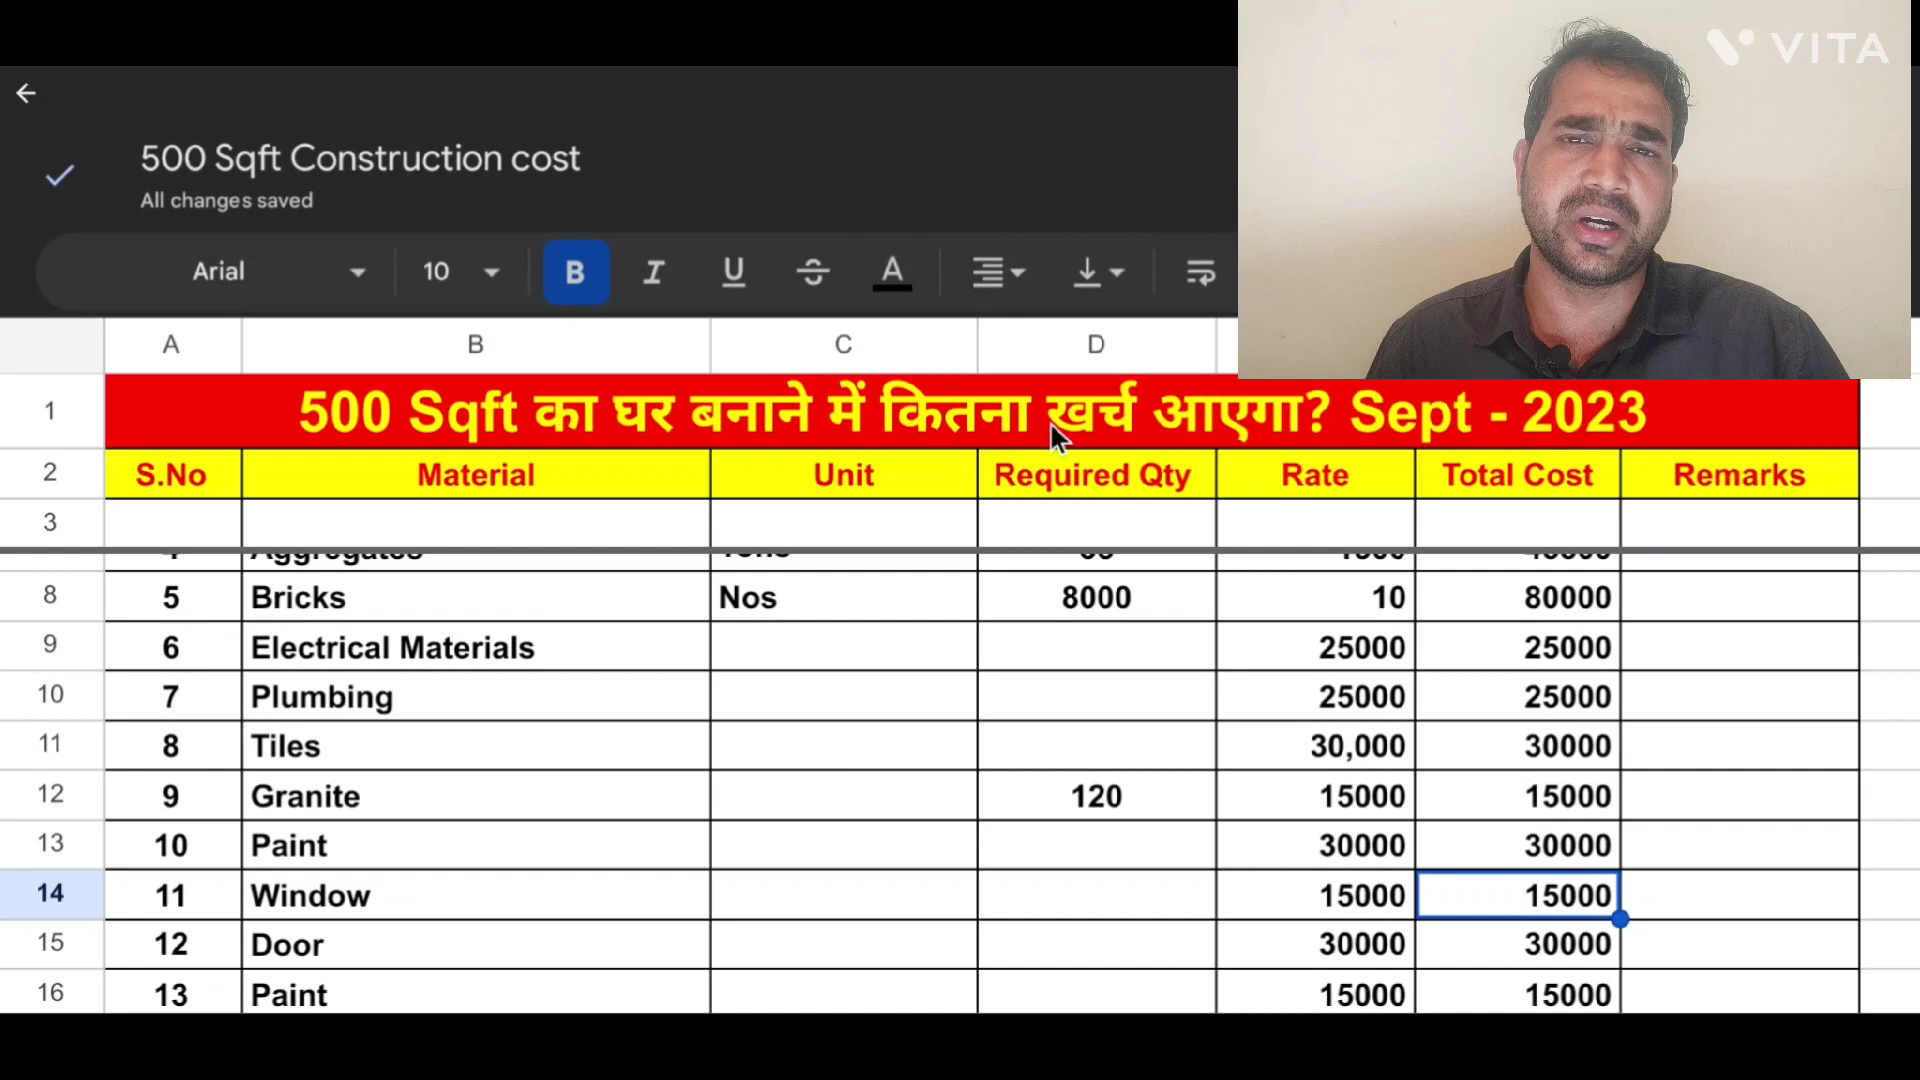 VITA
500 Sqft Construction cost
All changes saved
Arial 10 B I U S A
A B C D
1 500 Sqft का घर बनाने में कितना खर्च आएगा? Sept - 2023
2 S.No Material Unit Required Qty Rate Total Cost Remarks
3
Aggregates
8 5 Bricks Nos 8000 10 80000
9 6 Electrical Materials 25000 25000
10 7 Plumbing 25000 25000
11 8 Tiles 30,000 30000
12 9 Granite 120 15000 15000
13 10 Paint 30000 30000
14 11 Window 15000 15000
15 12 Door 30000 30000
16 13 Paint 15000 15000